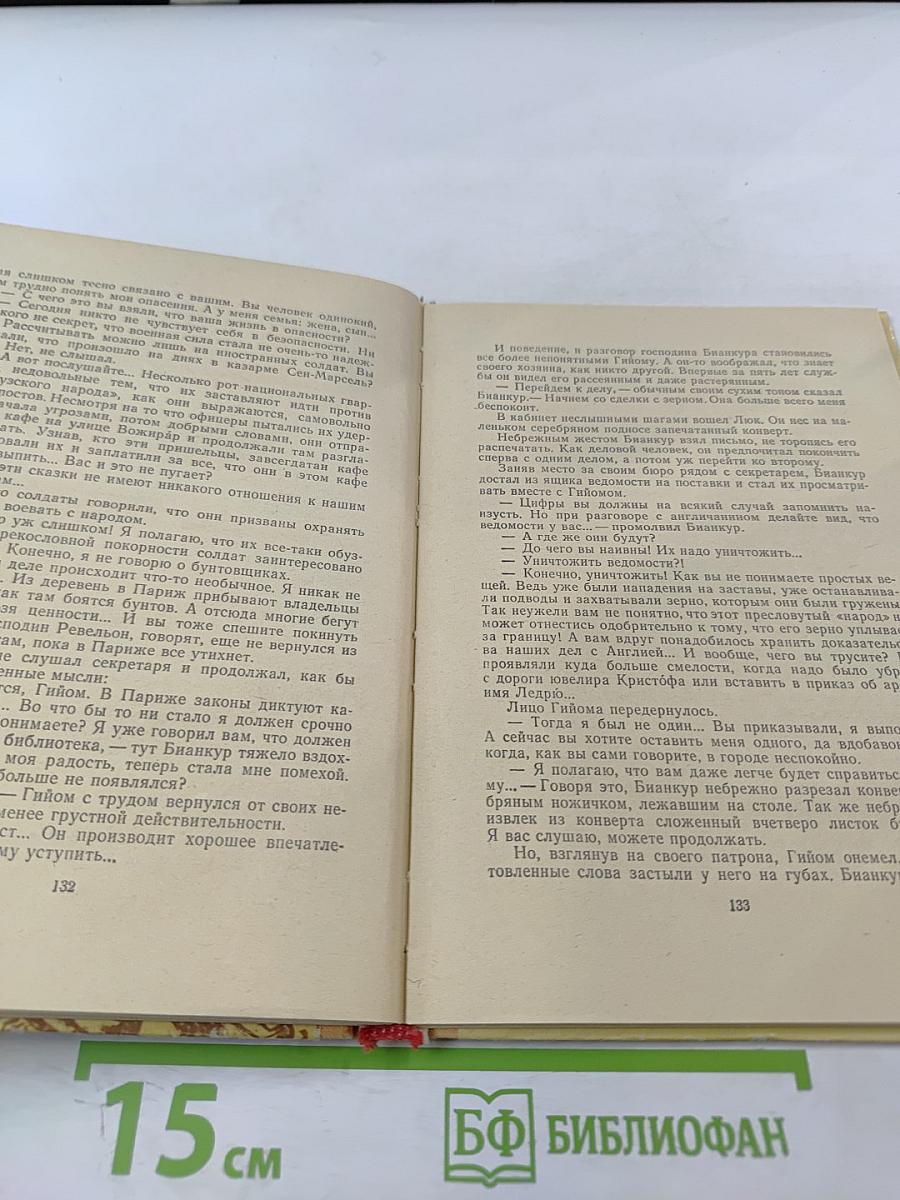 ая слишком тесно связано с вашим. Вы человек одинокий,
м трудно понять мои опасения. А у меня семья: жена, сын...
— С чего это вы взяли, что ваша жизнь в опасности?
— Сегодня никто не чувствует себя в безопасности. Ни
кого не секрет, что военная сила стала не очень-то надеж-
Рассчитывать можно лишь на иностранных солдат. Вы
али, что произошло на днях в казарме Сен-Марсель?
Нет, не слышал.
А вот послушайте... Несколько рот национальных гвар-
недовольные тем, что их заставляют идти против
узского народа», как они выражаются, самовольно
постов. Несмотря на то что офицеры пытались их удер-
ачала угрозами, потом добрыми словами, они отпра-
кафе на улице Вожира́р и продолжали там разгла-
ать. Узнав, кто эти пришельцы, завсегдатаи кафе
овали их и заплатили за все, что они в этом кафе
выпить... Вас и это не пугает?
эти сказки не имеют никакого отношения к нашим
м...
о солдаты говорили, что они призваны охранять
воевать с народом.
о уж слишком! Я полагаю, что их все-таки обуз-
рекословной покорности солдат заинтересовано
Конечно, я не говорю о бунтовщиках.
деле происходит что-то необычное. Я никак не
. Из деревень в Париж прибывают владельцы
как там боятся бунтов. А отсюда многие бегут
зя ценности... И вы тоже спешите покинуть
сподин Ревельон, говорят, еще не вернулся из
там, пока в Париже все утихнет.
не слушал секретаря и продолжал, как бы
енные мысли:
тся, Гийом. В Париже законы диктуют ка-
... Во что бы то ни стало я должен срочно
онимаете? Я уже говорил вам, что должен
библиотека, — тут Бианкур тяжело вздох-
моя радость, теперь стала мне помехой.
больше не появлялся?
— Гийом с трудом вернулся от своих не-
менее грустной действительности.
ст... Он производит хорошее впечатле-
му уступить...
132
И поведение, и разговор господина Бианкура становились
все более непонятными Гийому. А он-то воображал, что знает
своего хозяина, как никто другой. Впервые за пять лет служ-
бы он видел его рассеянным и даже растерянным.
— Перейдем к делу, — обычным своим сухим тоном сказал
Бианкур.— Начнем со сделки с зерном. Она больше всего меня
беспокоит.
В кабинет неслышными шагами вошел Люк. Он нес на ма-
леньком серебряном подносе запечатанный конверт.
Небрежным жестом Бианкур взял письмо, не торопясь его
распечатать. Как деловой человек, он предпочитал покончить
сперва с одним делом, а потом уж перейти ко второму.
Заняв место за своим бюро рядом с секретарем, Бианкур
достал из ящика ведомости на поставки и стал их просматри-
вать вместе с Гийомом.
— Цифры вы должны на всякий случай запомнить на-
изусть. Но при разговоре с англичанином делайте вид, что
ведомости у вас... — промолвил Бианкур.
— А где же они будут?
— До чего вы наивны! Их надо уничтожить...
— Уничтожить ведомости?!
— Конечно, уничтожить! Как вы не понимаете простых ве-
щей. Ведь уже были нападения на заставы, уже останавлива-
ли подводы и захватывали зерно, которым они были гружены
Так неужели вам не понятно, что этот пресловутый «народ» н
может отнестись одобрительно к тому, что его зерно уплывае
за границу! А вам вдруг понадобилось хранить доказательс
ва наших дел с Англией... И вообще, чего вы трусите?
проявляли куда больше смелости, когда надо было убр
с дороги ювелира Кристо́фа или вставить в приказ об ар
имя Ледрю́...
Лицо Гийома передернулось.
— Тогда я был не один... Вы приказывали, я выпо
А сейчас вы хотите оставить меня одного, да вдобавок
когда, как вы сами говорите, в городе неспокойно.
— Я полагаю, что вам даже легче будет справиться
му... — Говоря это, Бианкур небрежно разрезал конве
бряным ножичком, лежавшим на столе. Так же небр
извлек из конверта сложенный вчетверо листок б
Я вас слушаю, можете продолжать.
Но, взглянув на своего патрона, Гийом онемел.
товленные слова застыли у него на губах. Бианку
133
15 см
БФ БИБЛИОФАН